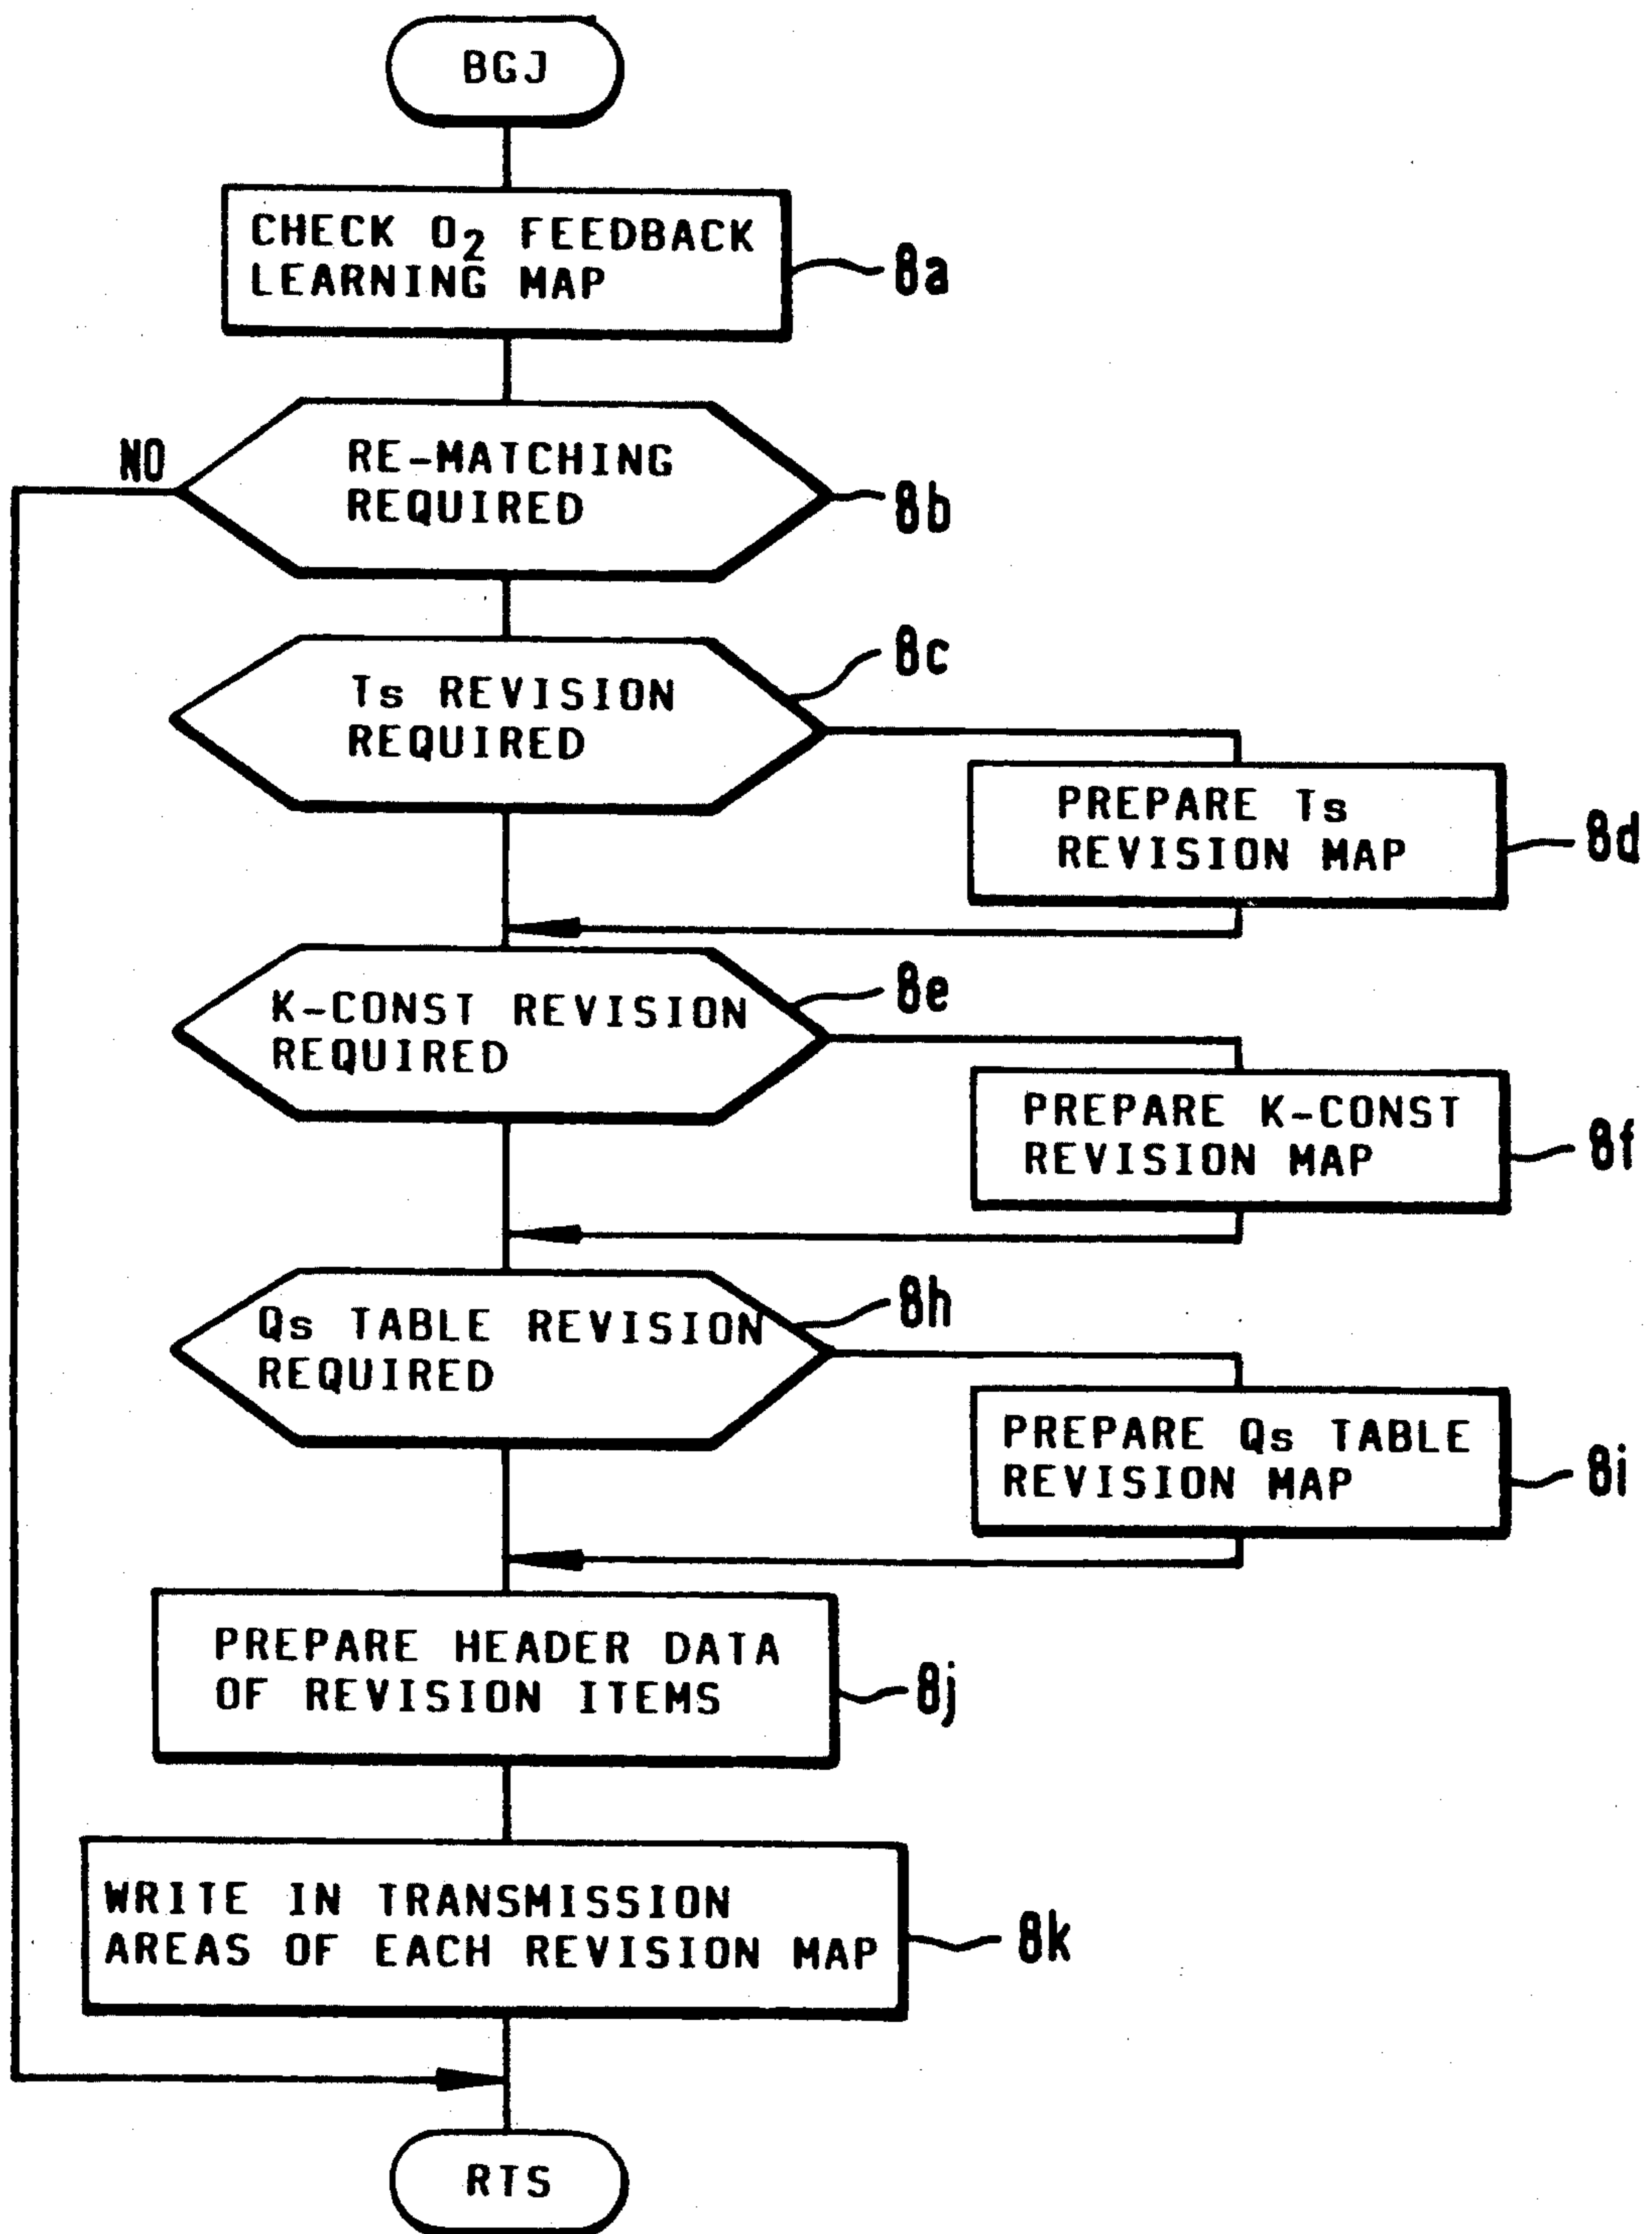 BGJ
CHECK O2 FEEDBACK
LEARNING MAP
8a
NO
RE-MATCHING
REQUIRED
8b
Ts REVISION
REQUIRED
8c
PREPARE Ts
REVISION MAP
8d
K-CONST REVISION
REQUIRED
8e
PREPARE K-CONST
REVISION MAP
8f
Qs TABLE REVISION
REQUIRED
8h
PREPARE Qs TABLE
REVISION MAP
8i
PREPARE HEADER DATA
OF REVISION ITEMS
8j
WRITE IN TRANSMISSION
AREAS OF EACH REVISION MAP
8k
RTS